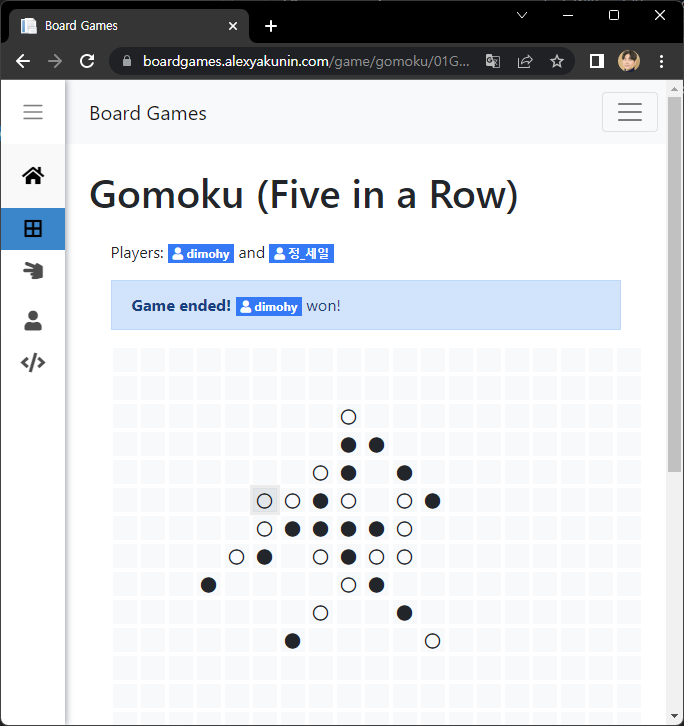 Board Games
boardgames.alexyakunin.com/game/gomoku/01G...
Board Games
Gomoku (Five in a Row)
Players: dimohy and 정_세일
Game ended! dimohy won!